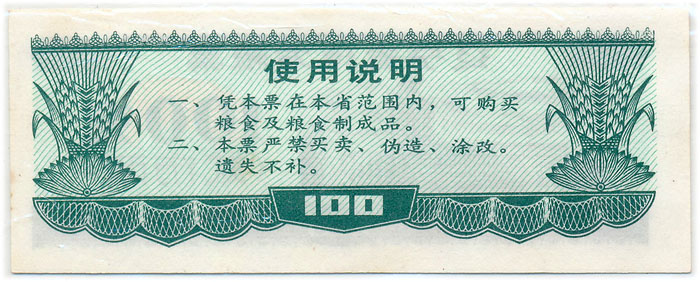 使用说明
一、凭本票在本省范围内，可购买
粮食及粮食制成品。
二、本票严禁买卖、伪造、涂改。
遗失不补。
100